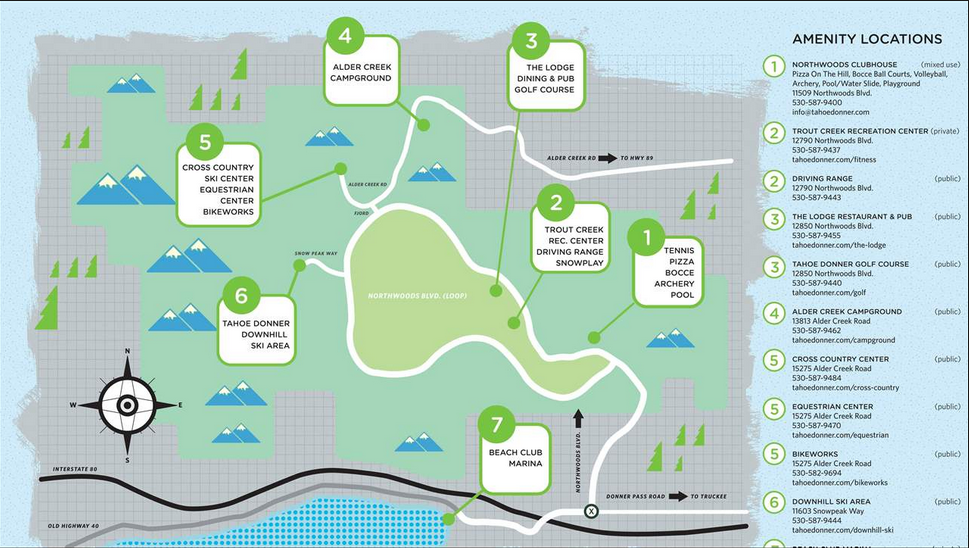 4
ALDER CREEK
CAMPGROUND
3
THE LODGE
DINING & PUB
GOLF COURSE
5
CROSS COUNTRY
SKI CENTER
EQUESTRIAN
CENTER
BIKEWORKS
ALDER CREEK RD TO HWY 89
ALDER CREEK RD
FJORD
2
TROUT CREEK
REC. CENTER
DRIVING RANGE
SNOWPLAY
1
TENNIS
PIZZA
BOCCE
ARCHERY
POOL
SNOW PEAK WAY
NORTHWOODS BLVD. (LOOP)
6
TAHOE DONNER
DOWNHILL
SKI AREA
N
W E
S
7
BEACH CLUB
MARINA
NORTHWOODS BLVD.
INTERSTATE 80
DONNER PASS ROAD TO TRUCKEE
X
OLD HIGHWAY 40
AMENITY LOCATIONS
1 NORTHWOODS CLUBHOUSE (mixed use)
Pizza On The Hill, Bocce Ball Courts, Volleyball,
Archery, Pool/Water Slide, Playground
11509 Northwoods Blvd.
530-587-9400
info@tahoedonner.com
2 TROUT CREEK RECREATION CENTER (private)
12790 Northwoods Blvd.
530-587-9437
tahoedonner.com/fitness
2 DRIVING RANGE (public)
12790 Northwoods Blvd.
530-587-9443
3 THE LODGE RESTAURANT & PUB (public)
12850 Northwoods Blvd.
530-587-9455
tahoedonner.com/the-lodge
3 TAHOE DONNER GOLF COURSE (public)
12850 Northwoods Blvd.
530-587-9440
tahoedonner.com/golf
4 ALDER CREEK CAMPGROUND (public)
13813 Alder Creek Road
530-587-9462
tahoedonner.com/campground
5 CROSS COUNTRY CENTER (public)
15275 Alder Creek Road
530-587-9484
tahoedonner.com/cross-country
5 EQUESTRIAN CENTER (public)
15275 Alder Creek Road
530-587-9470
tahoedonner.com/equestrian
5 BIKEWORKS (public)
15275 Alder Creek Road
530-582-9694
tahoedonner.com/bikeworks
6 DOWNHILL SKI AREA (public)
11603 Snowpeak Way
530-587-9444
tahoedonner.com/downhill-ski